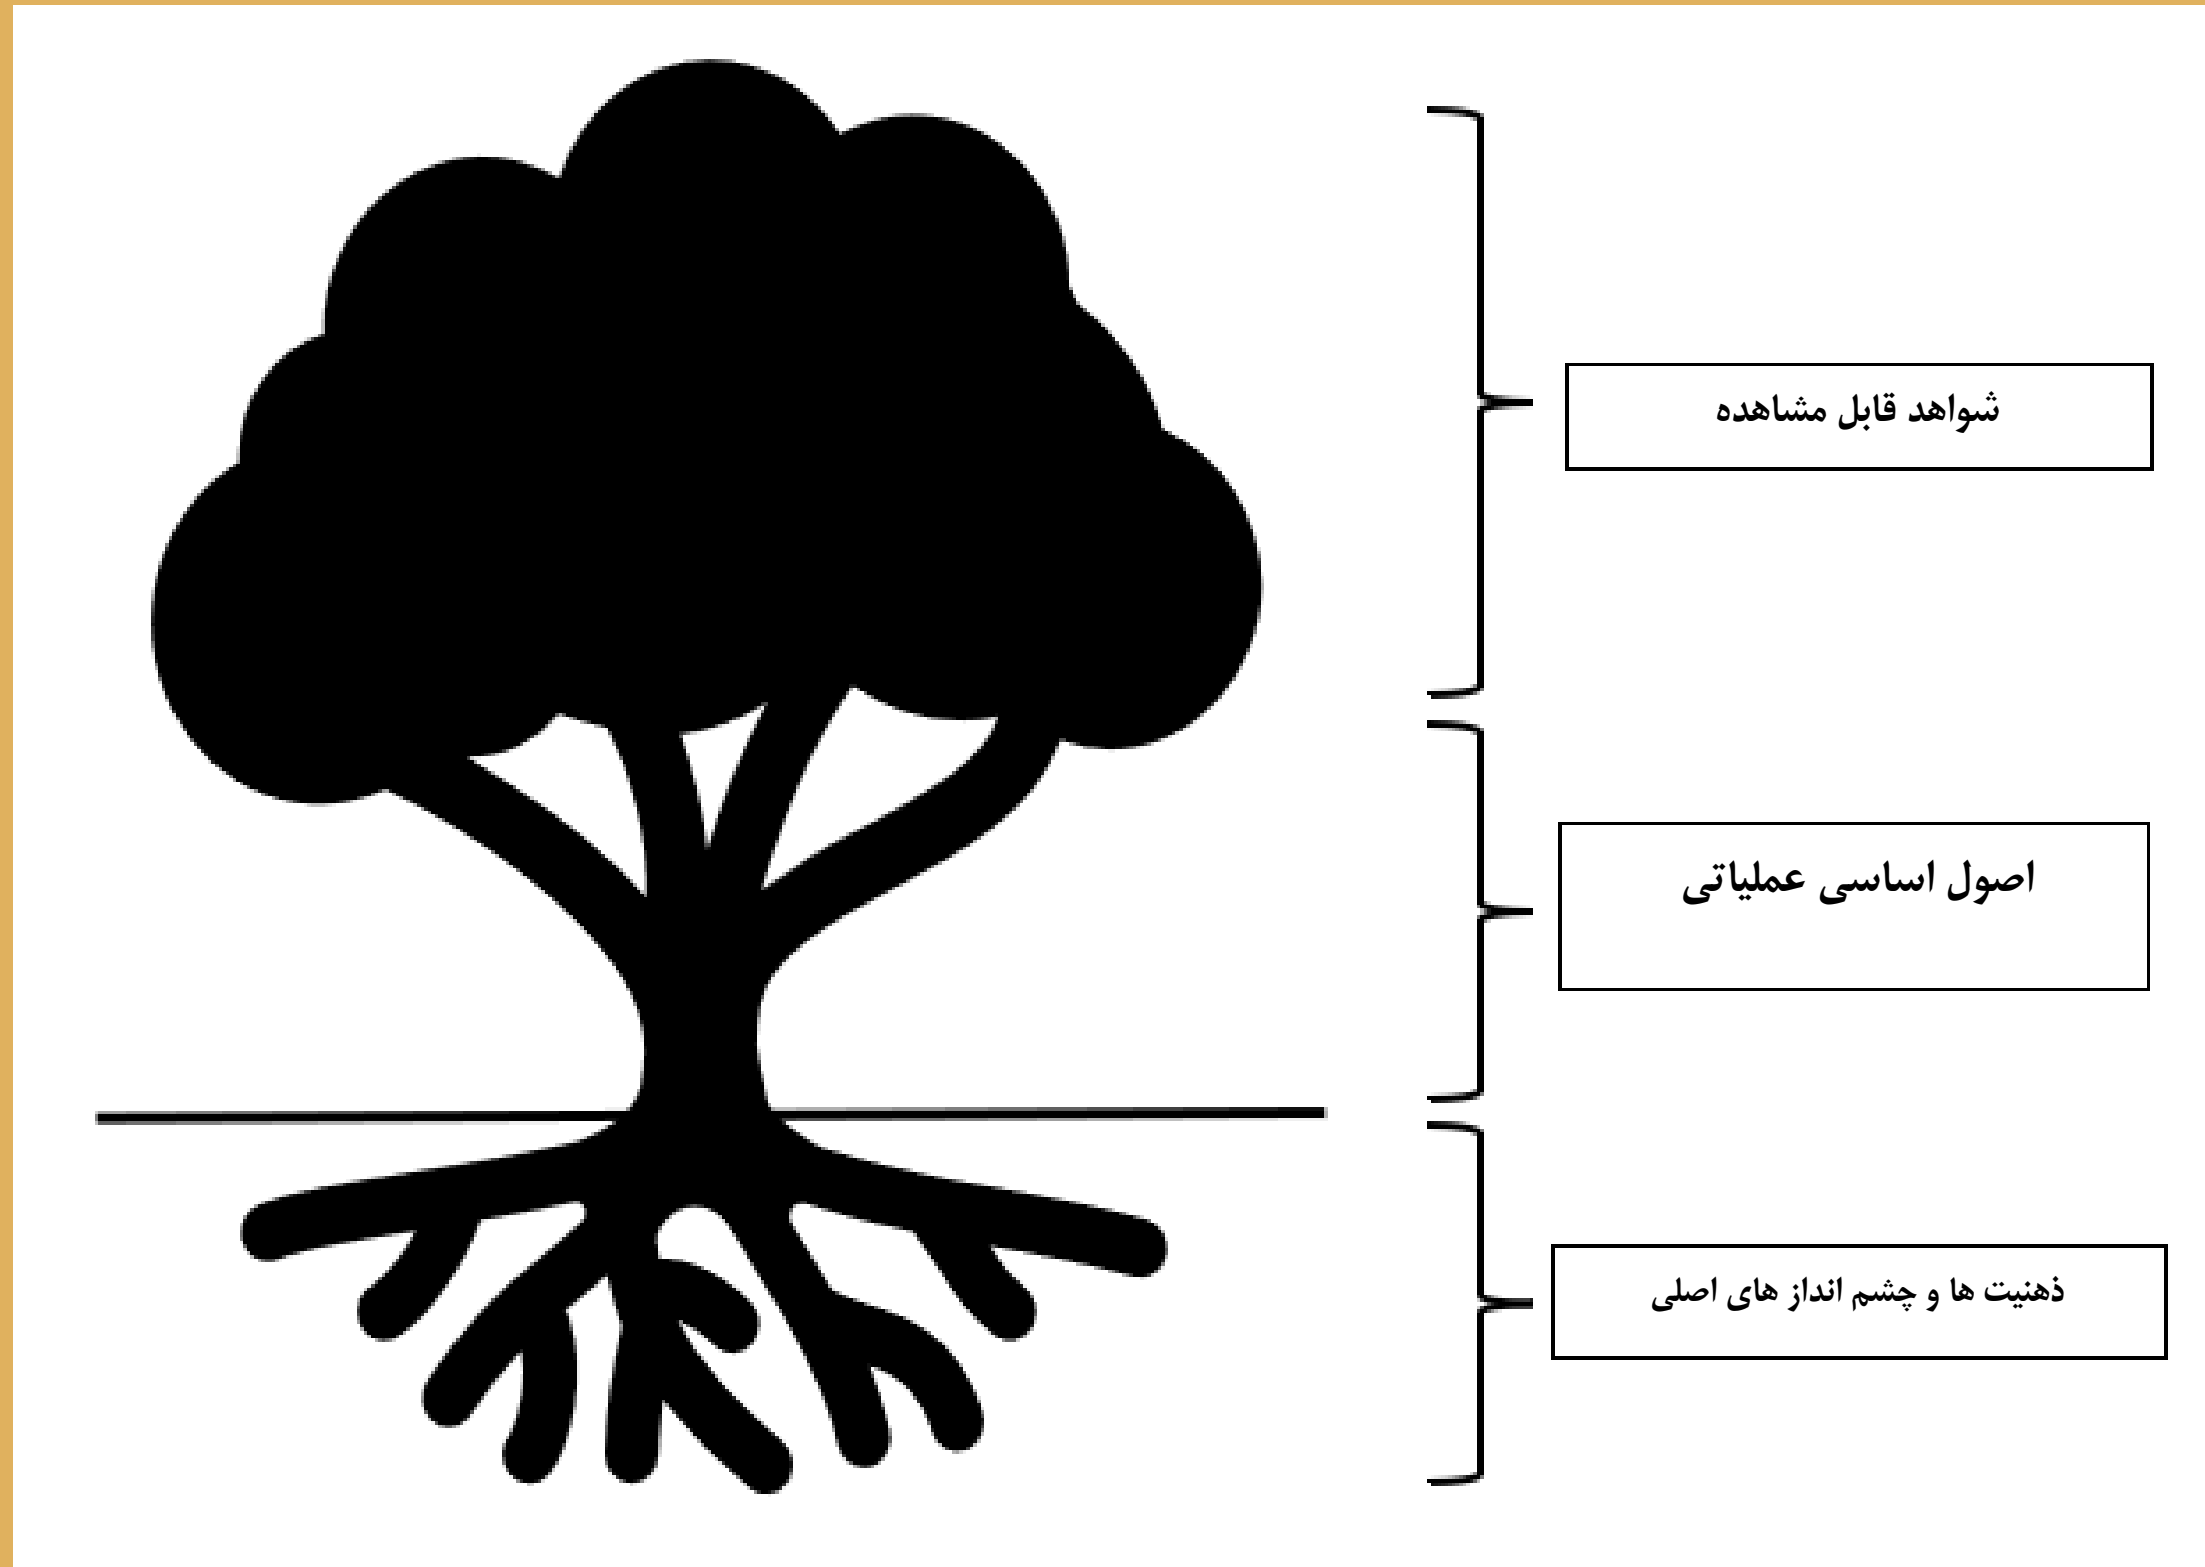 شواهد قابل مشاهده
اصول اساسی عملیاتی
ذهنیت ها و چشم انداز های اصلی